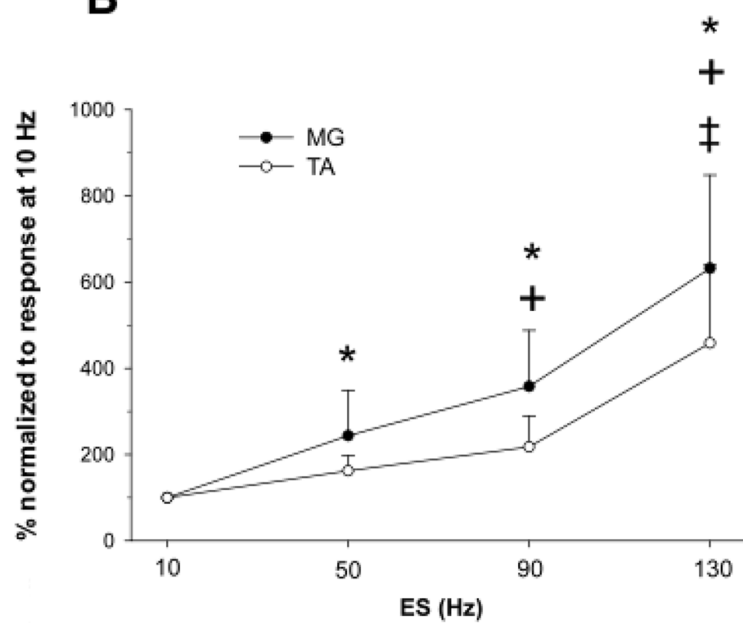 B
*
+
‡
1000
MG
TA
800
*
600
+
*
400
200
0
10 50 90 130
% normalized to response at 10 Hz
ES (Hz)